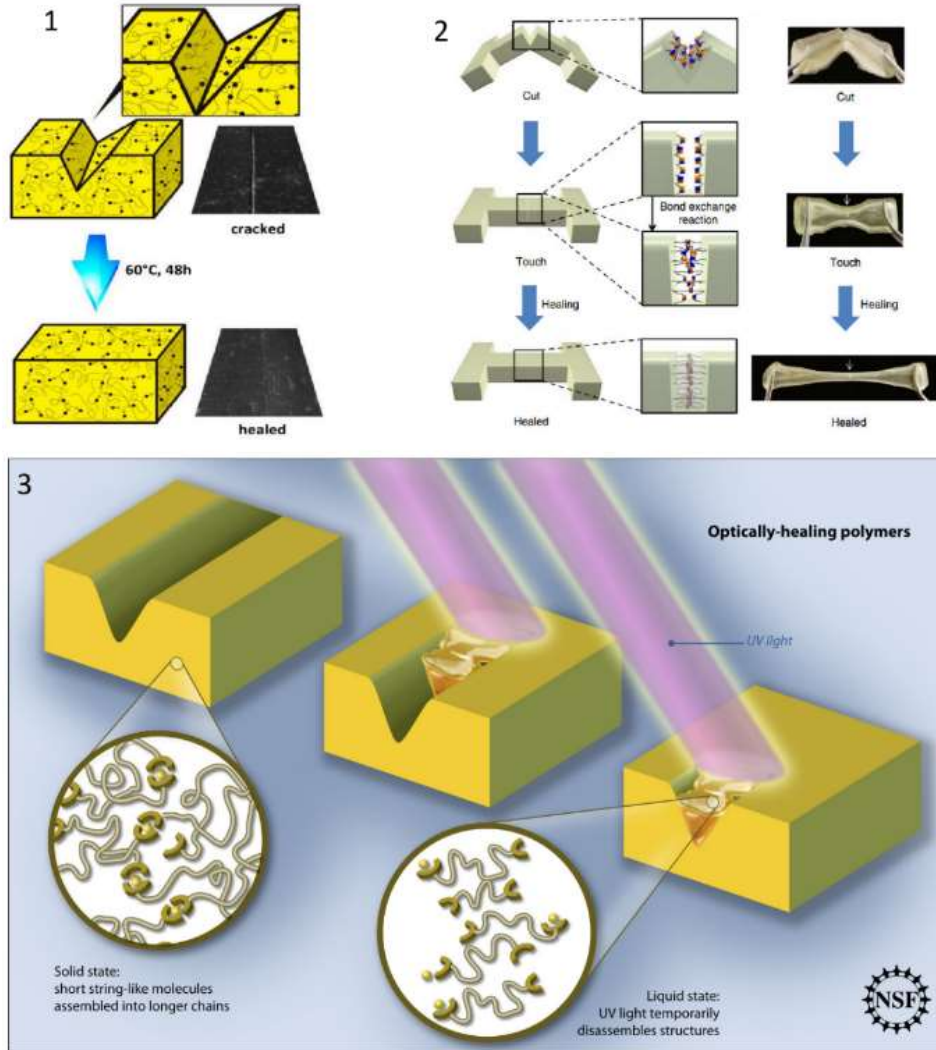 1
cracked
60°C, 48h
healed
2
Cut
Touch
Bond exchange
reaction
Healing
Healed
Cut
Touch
Healing
Healed
3
Optically-healing polymers
UV light
Solid state:
short string-like molecules
assembled into longer chains
Liquid state:
UV light temporarily
disassembles structures
NSF